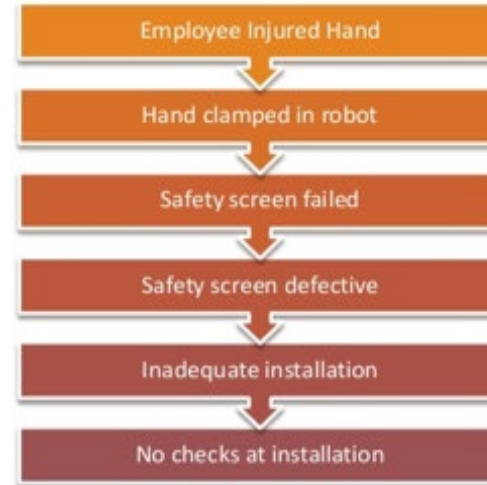 Employee Injured Hand
Hand clamped in robot
Safety screen failed
Safety screen defective
Inadequate installation
No checks at installation